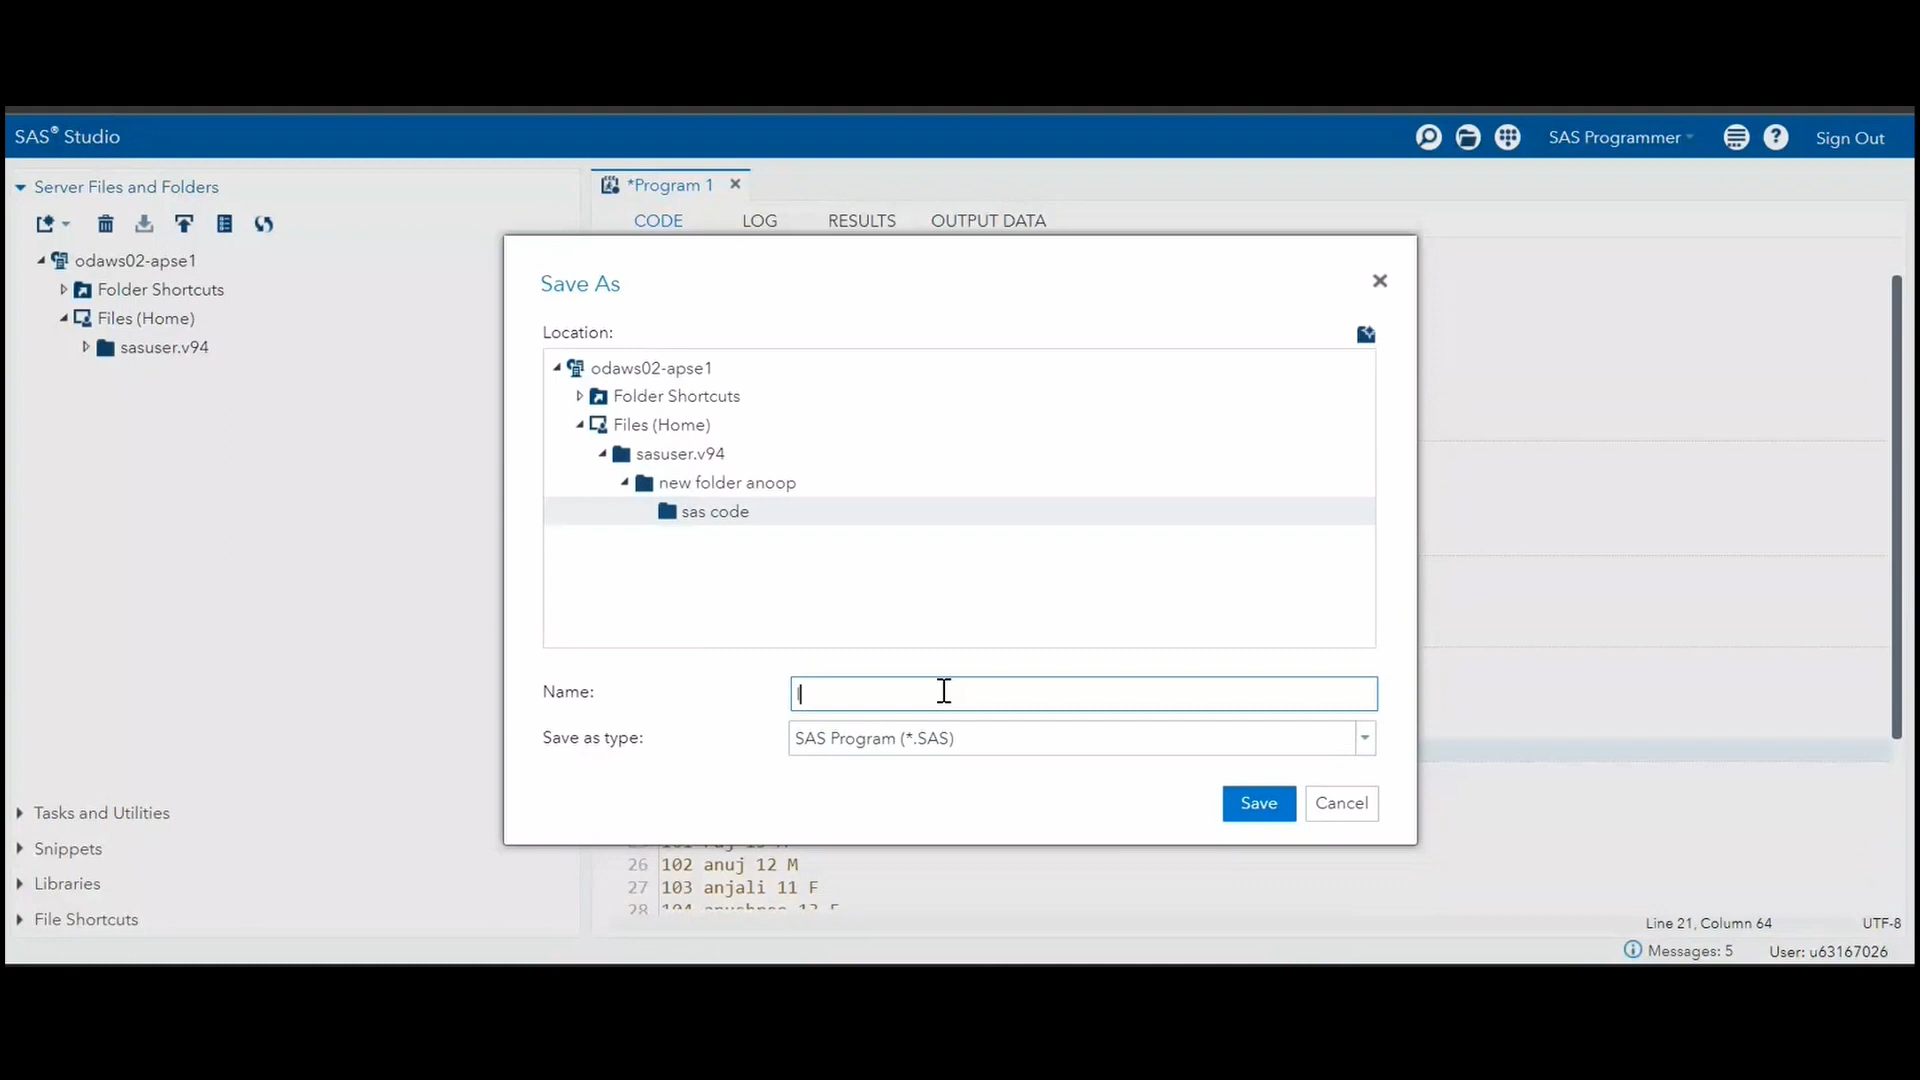 SAS® Studio
SAS Programmer
Sign Out
Server Files and Folders
*Program 1
CODE LOG RESULTS OUTPUT DATA
odaws02-apse1
Folder Shortcuts
Files (Home)
sasuser.v94
Save As
Location:
odaws02-apse1
Folder Shortcuts
Files (Home)
sasuser.v94
new folder anoop
sas code
Name:
Save as type: SAS Program (*.SAS)
Save Cancel
Tasks and Utilities
Snippets
Libraries
File Shortcuts
26 102 anuj 12 M
27 103 anjali 11 F
28
Line 21, Column 64 UTF-8
Messages: 5 User: u63167026